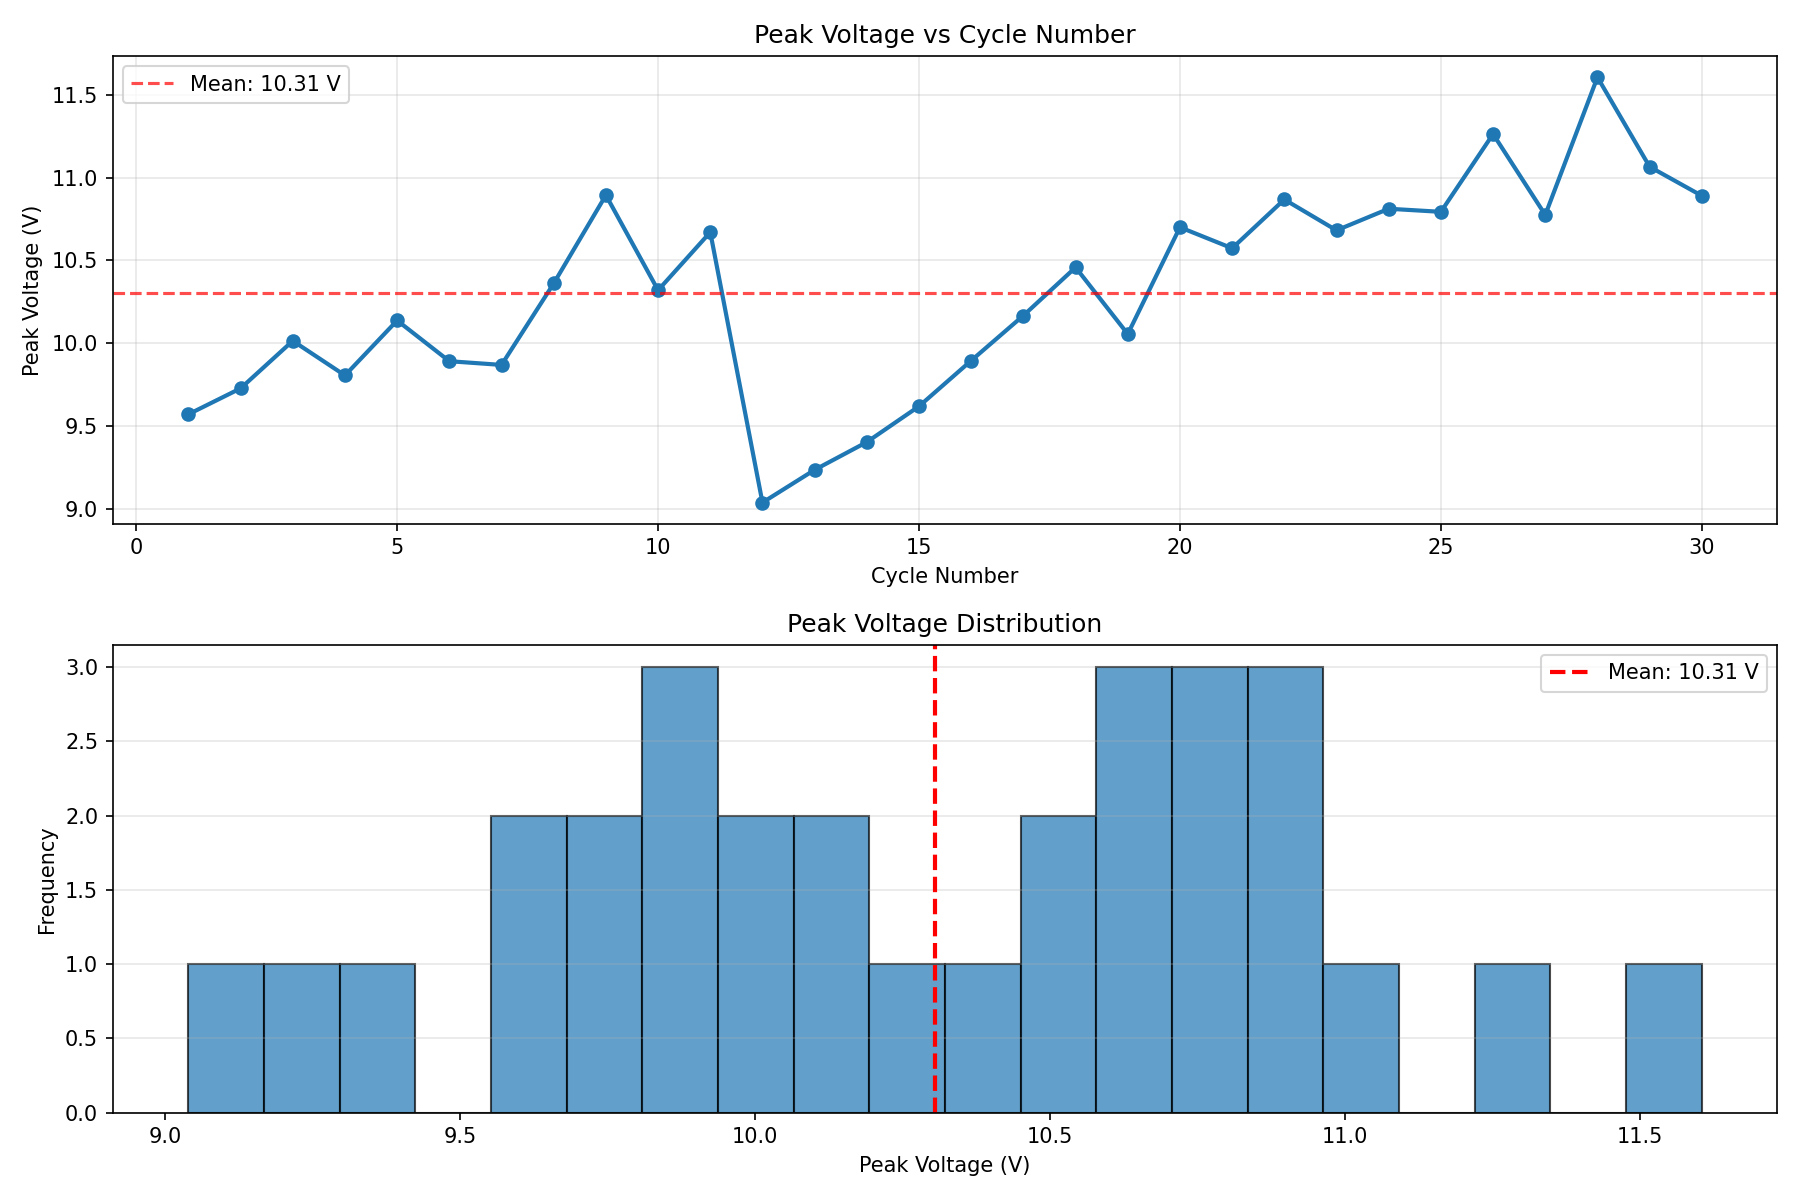 Peak Voltage vs Cycle Number
Mean: 10.31 V
11.5
11.0
10.5
10.0
9.5
9.0
Peak Voltage (V)
0 5 10 15 20 25 30
Cycle Number
Peak Voltage Distribution
Mean: 10.31 V
3.0
2.5
2.0
1.5
1.0
0.5
0.0
Frequency
9.0 9.5 10.0 10.5 11.0 11.5
Peak Voltage (V)